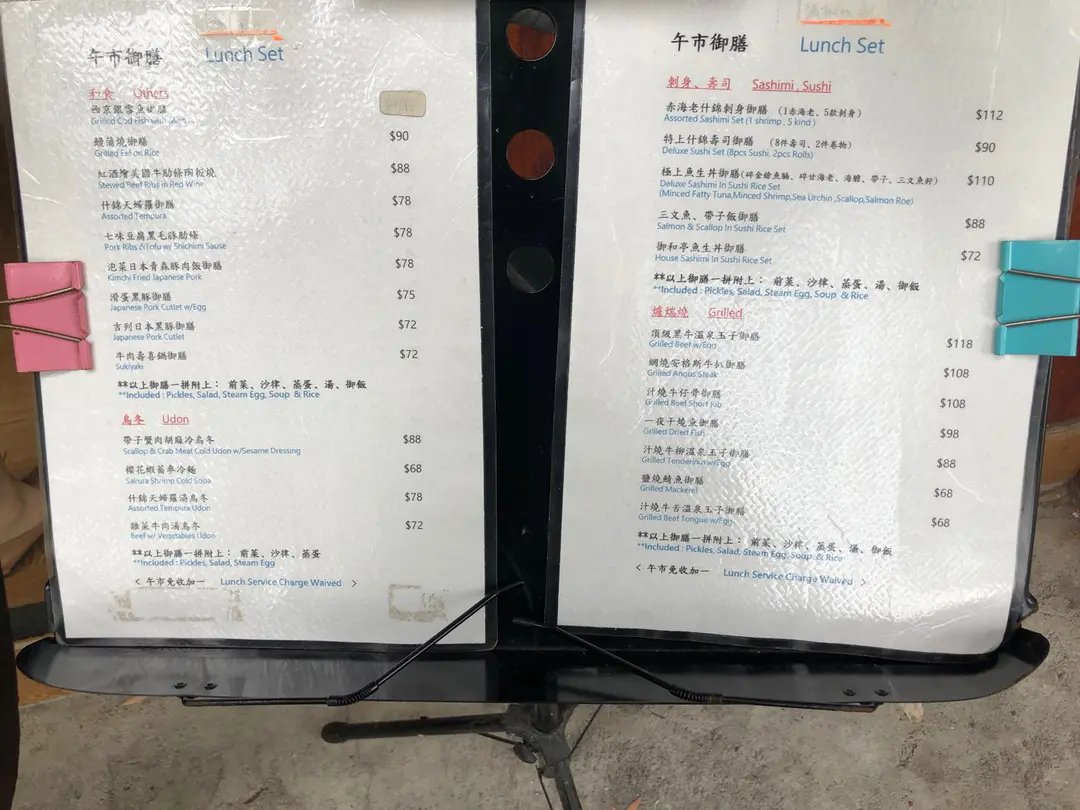 午市御膳 Lunch Set
和食 Others
西京銀雪魚御膳
Grilled Cod Fish with
鰻蒲燒御膳 $90
Grilled Eel on Rice
紅酒燴美國牛肋條陶板燒 $88
Stewed Beef Ribs in Red Wine
什錦天婦羅御膳 $78
Assorted Tempura
七味豆腐黑毛豚肋條 $78
Pork Ribs &Tofu w/ Shichimi Sause
泡菜日本青森豚肉飯御膳 $78
Kimchi Fried Japanese Pork
滑蛋黑豚御膳 $75
Japanese Pork Cutlet w/Egg
吉列日本黑豚御膳 $72
Japanese Pork Cutlet
牛肉壽喜鍋御膳 $72
Sukiyaki
**以上御膳一拼附上： 前菜、沙律、蒸蛋、湯、御飯
**Included : Pickles, Salad, Steam Egg, Soup & Rice
烏冬 Udon
帶子蟹肉胡麻冷烏冬 $88
Scallop & Crab Meat Cold Udon w/Sesame Dressing
櫻花蝦蕎麥冷麵 $68
Sakura Shrimp Cold Soba
什錦天婦羅湯烏冬 $78
Assorted Tempura Udon
雜菜牛肉湯烏冬 $72
Beef w/ Vegetables Udon
**以上御膳一拼附上： 前菜、沙律、蒸蛋
**Included : Pickles, Salad, Steam Egg
< 午市免收加一 Lunch Service Charge Waived >
午市御膳 Lunch Set
刺身、壽司 Sashimi , Sushi
赤海老什錦刺身御膳 （1赤海老、5款刺身） $112
Assorted Sashimi Set (1 shrimp , 5 kind )
特上什錦壽司御膳 （8件壽司、2件卷物） $90
Deluxe Sushi Set (8pcs Sushi, 2pcs Rolls)
極上魚生丼御膳(碎金鎗魚腩、碎甘海老、海膽、帶子、三文魚鮮) $110
Deluxe Sashimi In Sushi Rice Set
(Minced Fatty Tuna,Minced Shrimp,Sea Urchin ,Scallop,Salmon Roe)
三文魚、帶子飯御膳 $88
Salmon & Scallop In Sushi Rice Set
御和亭魚生丼御膳 $72
House Sashimi In Sushi Rice Set
**以上御膳一拼附上： 前菜、沙律、蒸蛋、湯、御飯
**Included : Pickles, Salad, Steam Egg, Soup & Rice
爐端燒 Grilled
頂級黑牛溫泉玉子御膳 $118
Grilled Beef w/Egg
網燒安格斯牛扒御膳 $108
Grilled Angus Steak
汁燒牛仔骨御膳 $108
Grilled Beef Short Rib
一夜干燒魚御膳 $98
Grilled Dried Fish
汁燒牛柳溫泉玉子御膳 $88
Grilled Tenderloin w/Egg
鹽燒鯖魚御膳 $68
Grilled Mackerel
汁燒牛舌溫泉玉子御膳 $68
Grilled Beef Tongue w/Egg
**以上御膳一拼附上： 前菜、沙律、蒸蛋、湯、御飯
**Included : Pickles, Salad, Steam Egg, Soup & Rice
< 午市免收加一 Lunch Service Charge Waived >